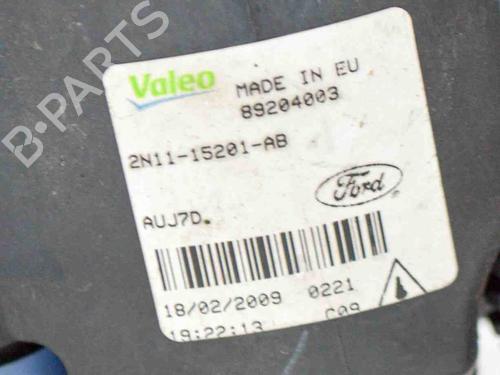 B-PARTS
Valeo
MADE IN EU
89204003
2N11-15201-AB
Ford
AUJ7D.
18/02/2009 0221
19:22:13 C09